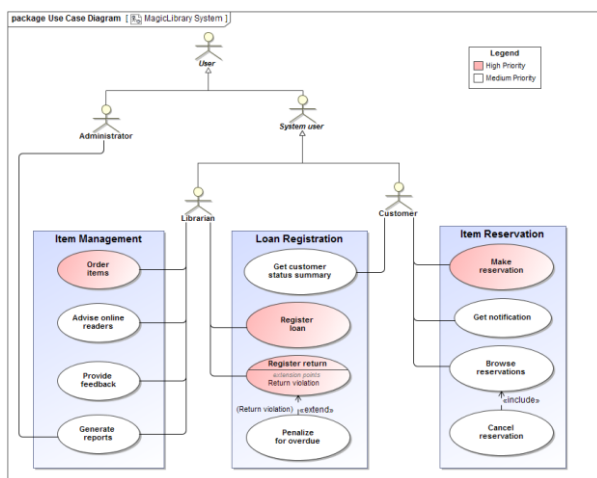 package Use Case Diagram [ MagicLibrary System ]
User
Legend
High Priority
Medium Priority
Administrator
System user
Librarian
Customer
Item Management
Order
items
Advise online
readers
Provide
feedback
Generate
reports
Loan Registration
Get customer
status summary
Register
loan
Register return
extension points
Return violation
(Return violation) «extend»
Penalize
for overdue
Item Reservation
Make
reservation
Get notification
Browse
reservations
«include»
Cancel
reservation